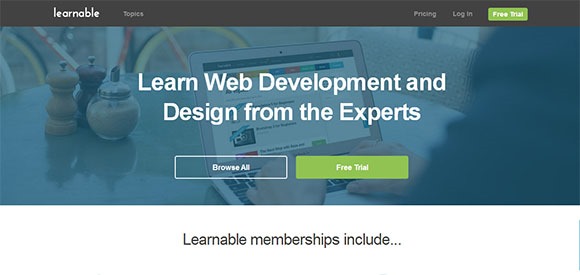 learnable Topics Pricing Log In Free Trial
Learn Web Development and
Design from the Experts
Browse All Free Trial
Learnable memberships include...